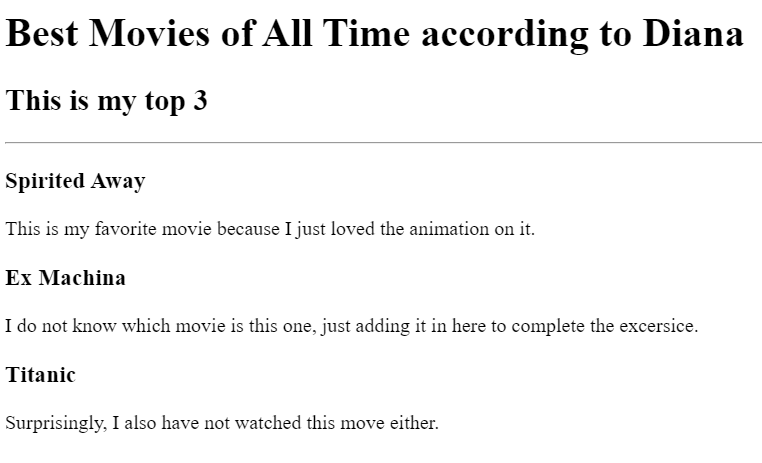 Best Movies of All Time according to Diana
This is my top 3
Spirited Away
This is my favorite movie because I just loved the animation on it.
Ex Machina
I do not know which movie is this one, just adding it in here to complete the excersice.
Titanic
Surprisingly, I also have not watched this move either.